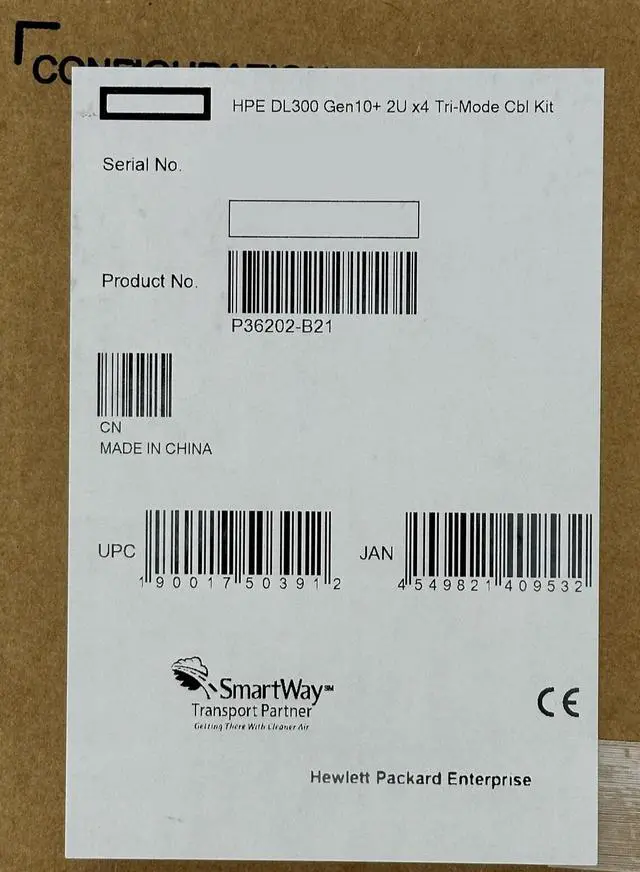 CONFIGURATION
HPE DL300 Gen10+ 2U x4 Tri-Mode Cbl Kit
Serial No.
Product No.
P36202-B21
CN
MADE IN CHINA
UPC
1 90017 50391 2
JAN
4 549821 409532
SmartWay℠
Transport Partner
Getting There With Cleaner Air
CE
Hewlett Packard Enterprise